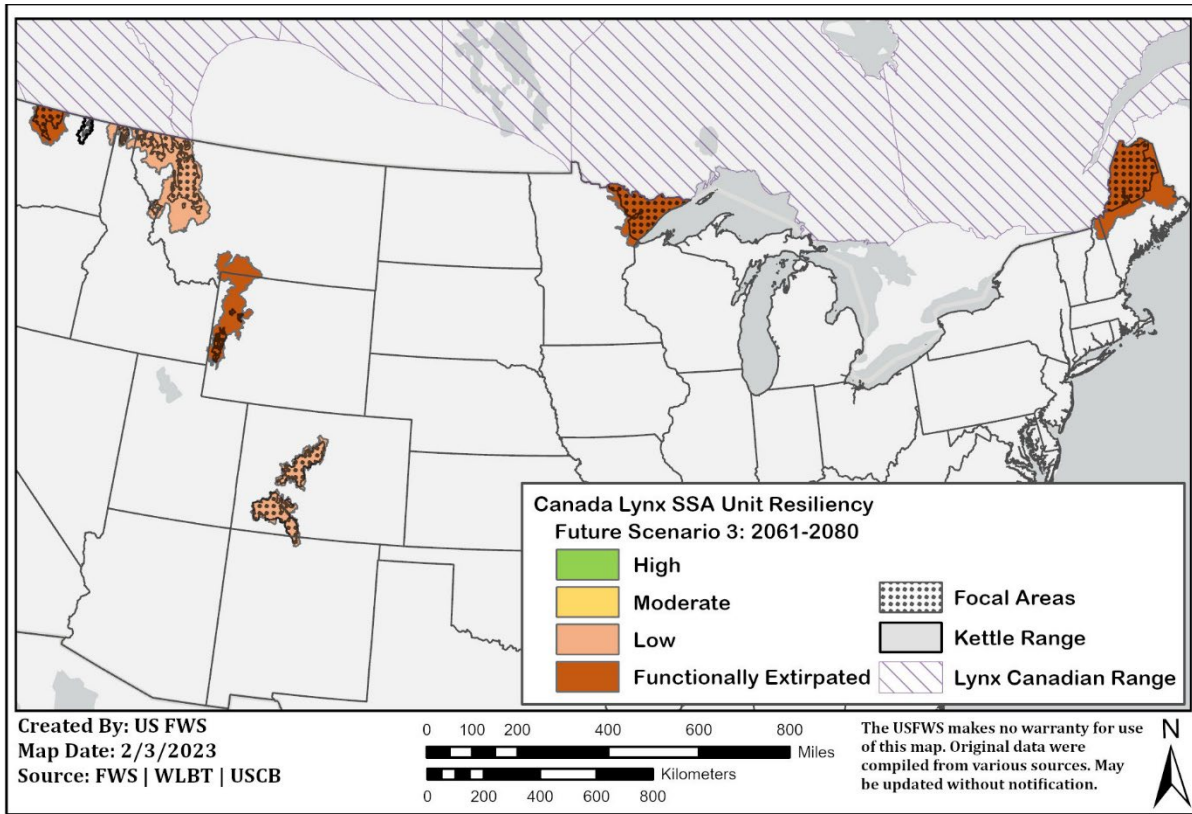 Canada Lynx SSA Unit Resiliency
Future Scenario 3: 2061-2080
High
Moderate
Low
Functionally Extirpated
Focal Areas
Kettle Range
Lynx Canadian Range
Created By: US FWS
Map Date: 2/3/2023
Source: FWS | WLBT | USCB
0 100 200 400 600 800
Miles
Kilometers
0 200 400 600 800
The USFWS makes no warranty for use
of this map. Original data were
compiled from various sources. May
be updated without notification.
N